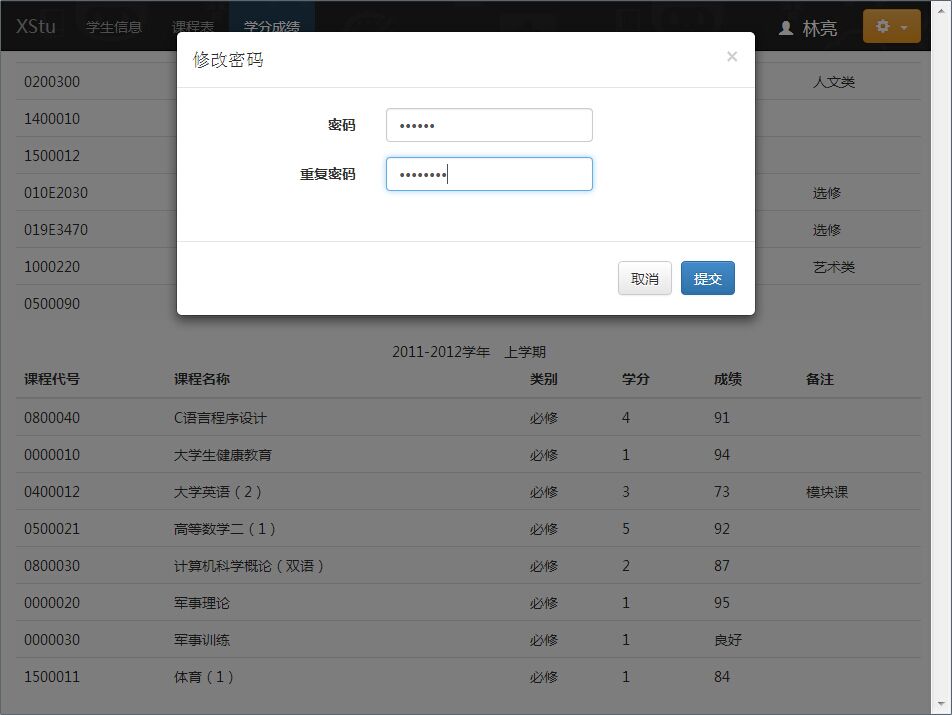 XStu 学生信息 课程表 学分成绩 林亮
修改密码 ×
0200300 人文类
密码 ••••••
1400010
1500012
重复密码 ••••••••
010E2030 选修
019E3470 选修
1000220 艺术类
取消 提交
0500090
2011-2012学年 上学期
课程代号 课程名称 类别 学分 成绩 备注
0800040 C语言程序设计 必修 4 91
0000010 大学生健康教育 必修 1 94
0400012 大学英语（2） 必修 3 73 模块课
0500021 高等数学二（1） 必修 5 92
0800030 计算机科学概论（双语） 必修 2 87
0000020 军事理论 必修 1 95
0000030 军事训练 必修 1 良好
1500011 体育（1） 必修 1 84